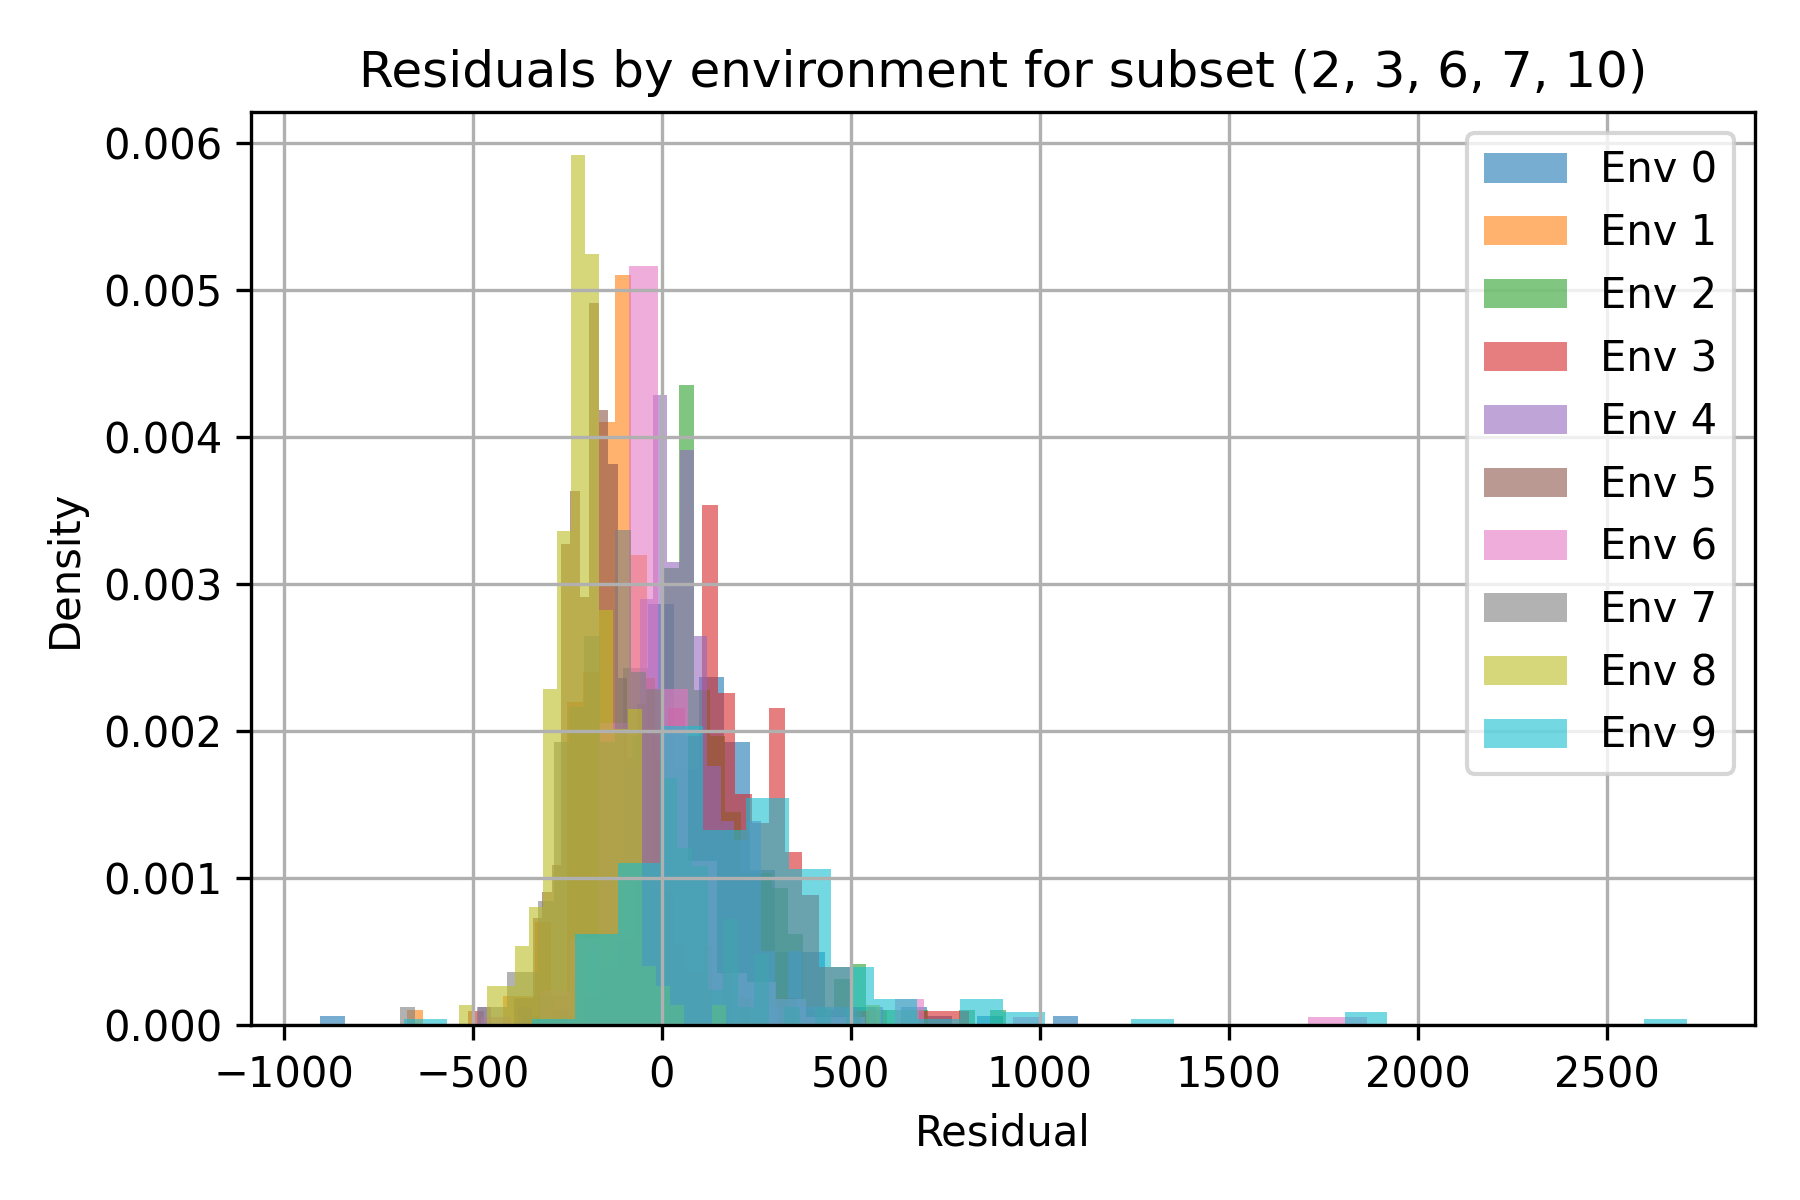 Residuals by environment for subset (2, 3, 6, 7, 10)
0.006
0.005
0.004
0.003
0.002
0.001
0.000
Density
−1000
−500
0
500
1000
1500
2000
2500
Residual
Env 0
Env 1
Env 2
Env 3
Env 4
Env 5
Env 6
Env 7
Env 8
Env 9